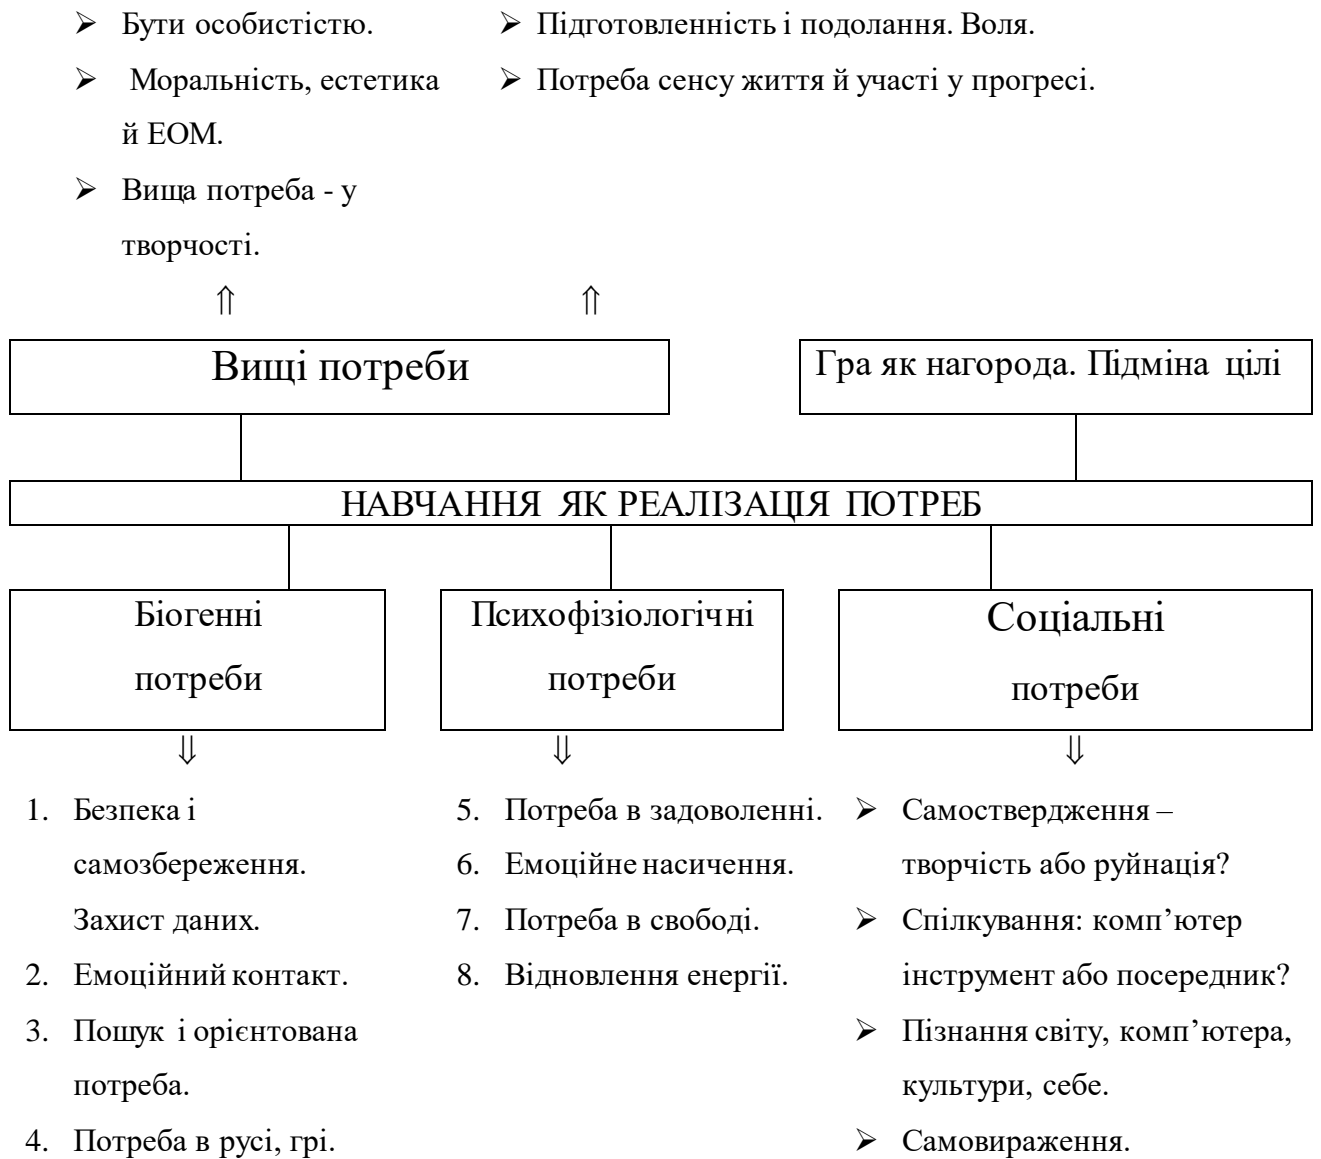 Бути особистістю.
Моральність, естетика
й ЕОМ.
Вища потреба - у
творчості.
Підготовленність і подолання. Воля.
Потреба сенсу життя й участі у прогресі.
⇑
⇑
Вищі потреби
Гра як нагорода. Підміна цілі
НАВЧАННЯ ЯК РЕАЛІЗАЦІЯ ПОТРЕБ
Біогенні
потреби
Психофізіологічні
потреби
Соціальні
потреби
⇓
⇓
⇓
1. Безпека і
самозбереження.
Захист даних.
2. Емоційний контакт.
3. Пошук і орієнтована
потреба.
4. Потреба в русі, грі.
5. Потреба в задоволенні.
6. Емоційне насичення.
7. Потреба в свободі.
8. Відновлення енергії.
Самоствердження –
творчість або руйнація?
Спілкування: комп’ютер
інструмент або посередник?
Пізнання світу, комп’ютера,
культури, себе.
Самовираження.